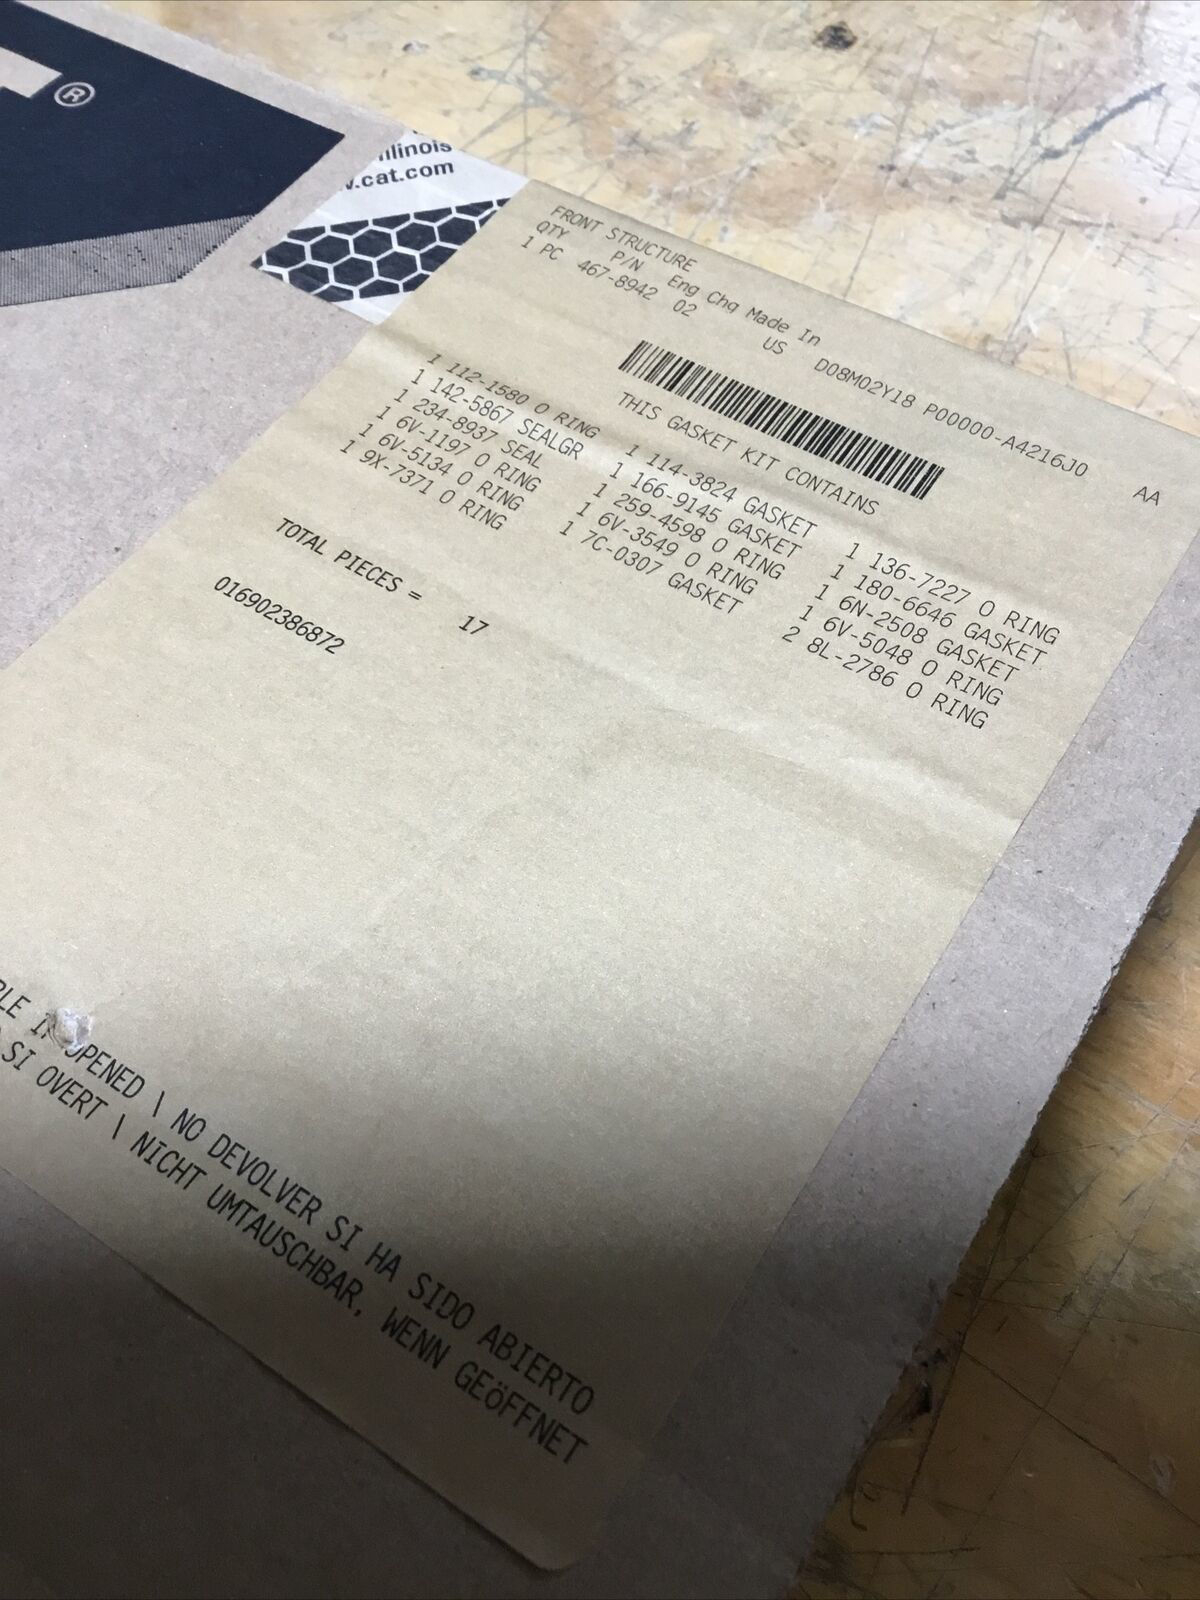 ®
Illinois
.cat.com
FRONT STRUCTURE
QTY P/N Eng Chg Made In
1 PC 467-8942 02 US D08M02Y18 P00000-A4216J0 AA
THIS GASKET KIT CONTAINS
1 112-1580 O RING 1 114-3824 GASKET 1 136-7227 O RING
1 142-5867 SEALGR 1 166-9145 GASKET 1 180-6646 GASKET
1 234-8937 SEAL 1 259-4598 O RING 1 6N-2508 GASKET
1 6V-1197 O RING 1 6V-3549 O RING 1 6V-5048 O RING
1 6V-5134 O RING 1 7C-0307 GASKET 2 8L-2786 O RING
1 9X-7371 O RING
TOTAL PIECES = 17
016902386872
OPENED \ NO DEVOLVER SI HA SIDO ABIERTO
SI OVERT \ NICHT UMTAUSCHBAR, WENN GEÖFFNET